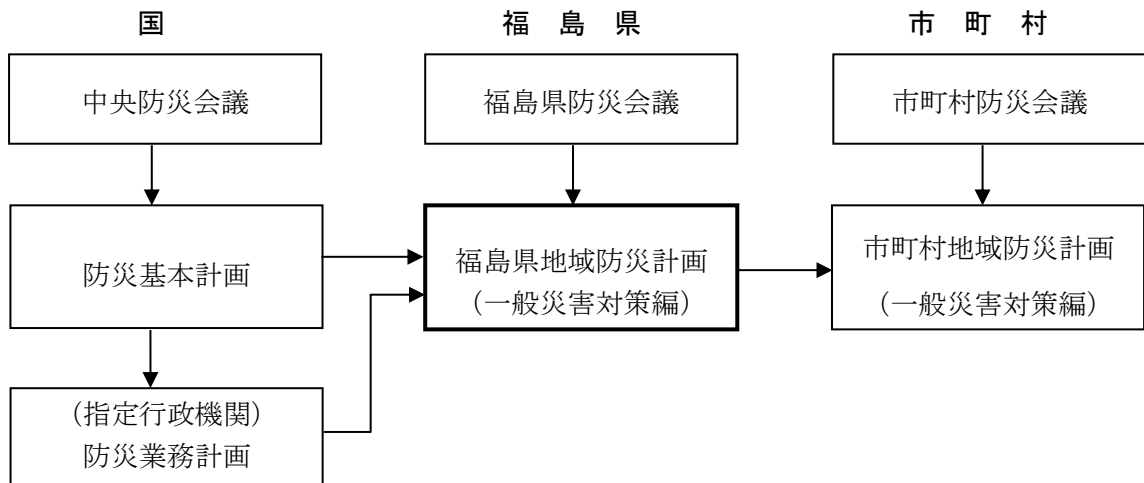 国
福 島 県
市 町 村
中央防災会議
福島県防災会議
市町村防災会議
防災基本計画
福島県地域防災計画
（一般災害対策編）
市町村地域防災計画
（一般災害対策編）
（指定行政機関）
防災業務計画